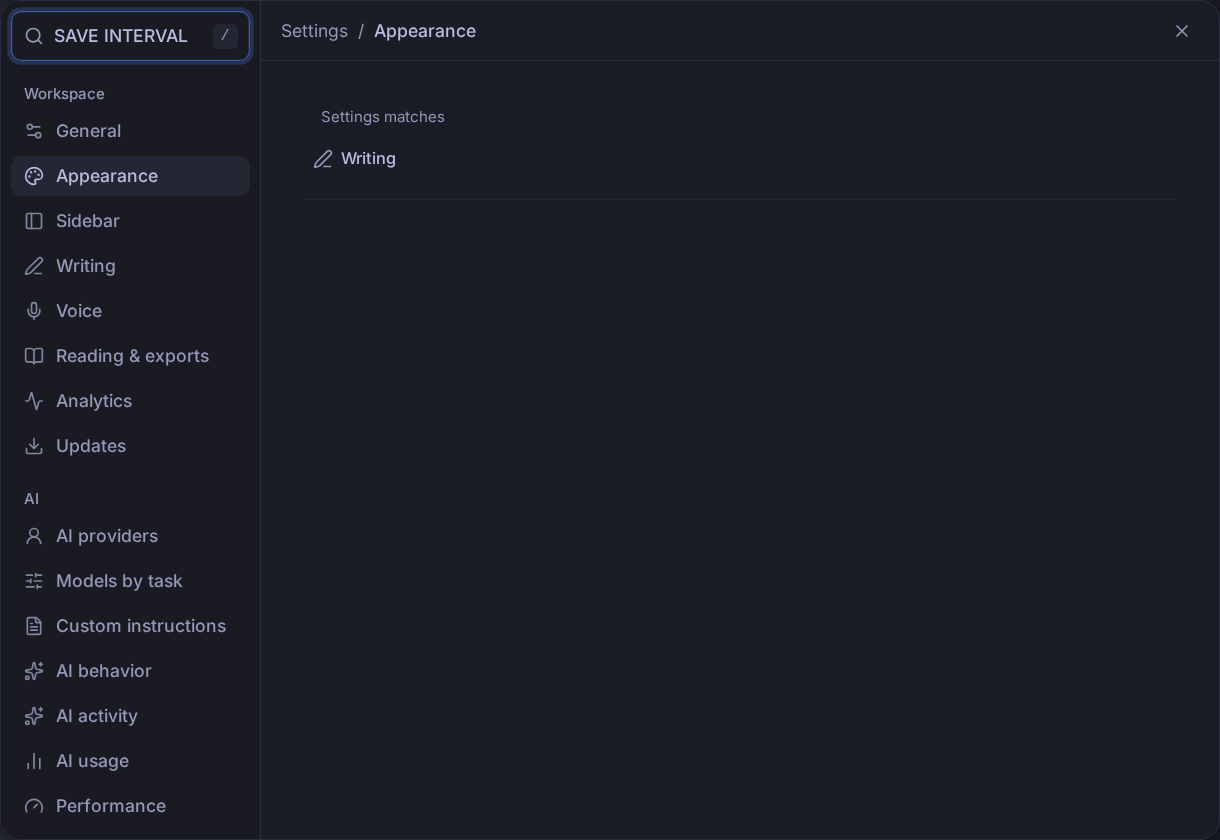 SAVE INTERVAL /
Workspace
General
Appearance
Sidebar
Writing
Voice
Reading & exports
Analytics
Updates
AI
AI providers
Models by task
Custom instructions
AI behavior
AI activity
AI usage
Performance
Settings / Appearance
Settings matches
Writing